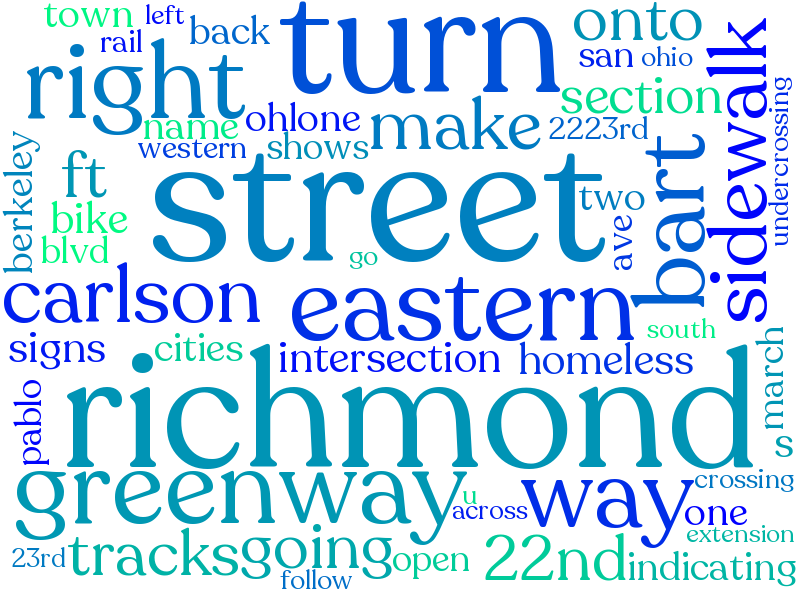 town left
rail back
turn
onto
san ohio
right
section
sidewalk
name ohlone make 2223rd
western shows
undercrossing
berkeley
ft
street
two
bart
bike
blvd
go
ave
carlson eastern
south
signs cities intersection homeless
march
pablo
richmond
s
greenway way
crossing
u
across one
extension
23rd tracks going open 22nd indicating
follow